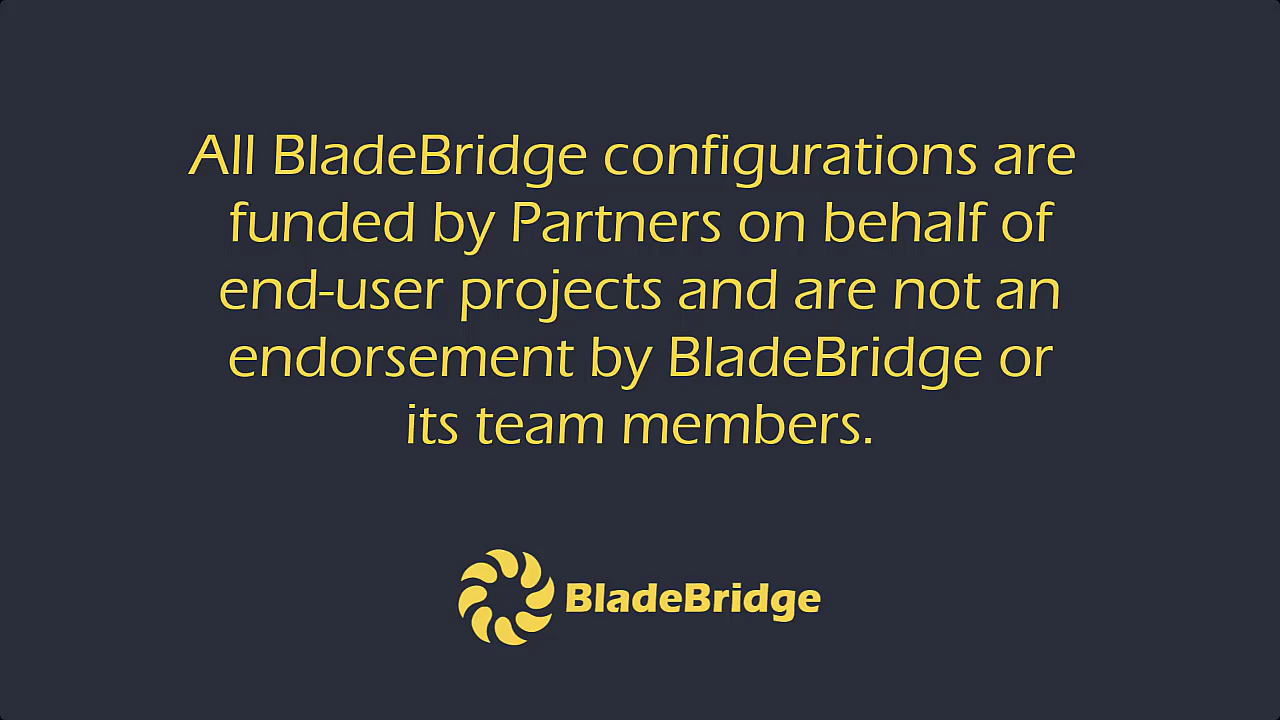 All BladeBridge configurations are
funded by Partners on behalf of
end-user projects and are not an
endorsement by BladeBridge or
its team members.
BladeBridge